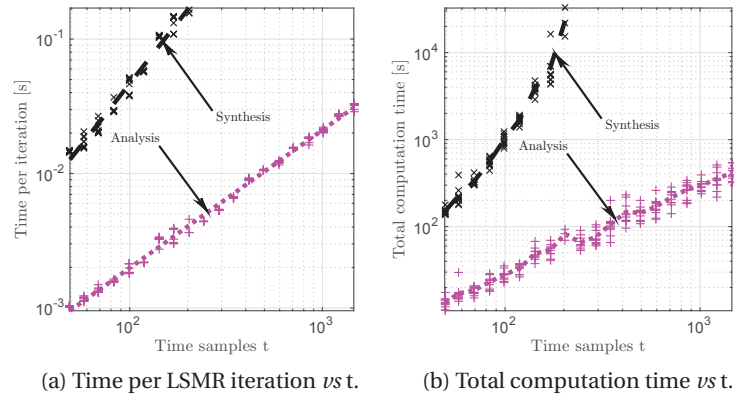 10^-1
10^-2
10^-3
Time per iteration [s]
Synthesis
Analysis
10^2
10^3
Time samples t
(a) Time per LSMR iteration vs t.
10^4
10^3
10^2
10^1
Total computation time [s]
Synthesis
Analysis
10^2
10^3
Time samples t
(b) Total computation time vs t.